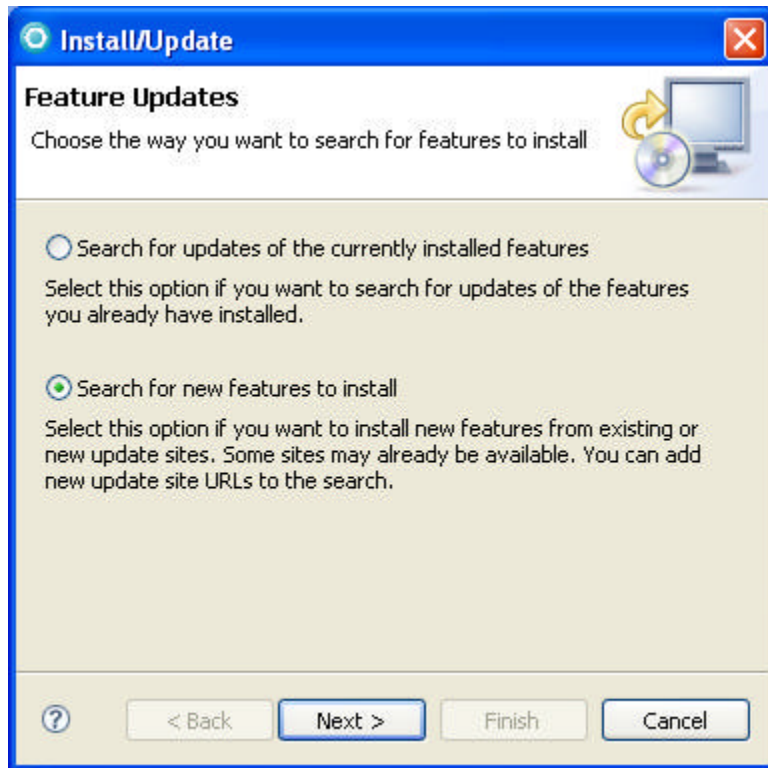 Install/Update
Feature Updates
Choose the way you want to search for features to install
Search for updates of the currently installed features
Select this option if you want to search for updates of the features
you already have installed.
Search for new features to install
Select this option if you want to install new features from existing or
new update sites. Some sites may already be available. You can add
new update site URLs to the search.
? < Back Next > Finish Cancel